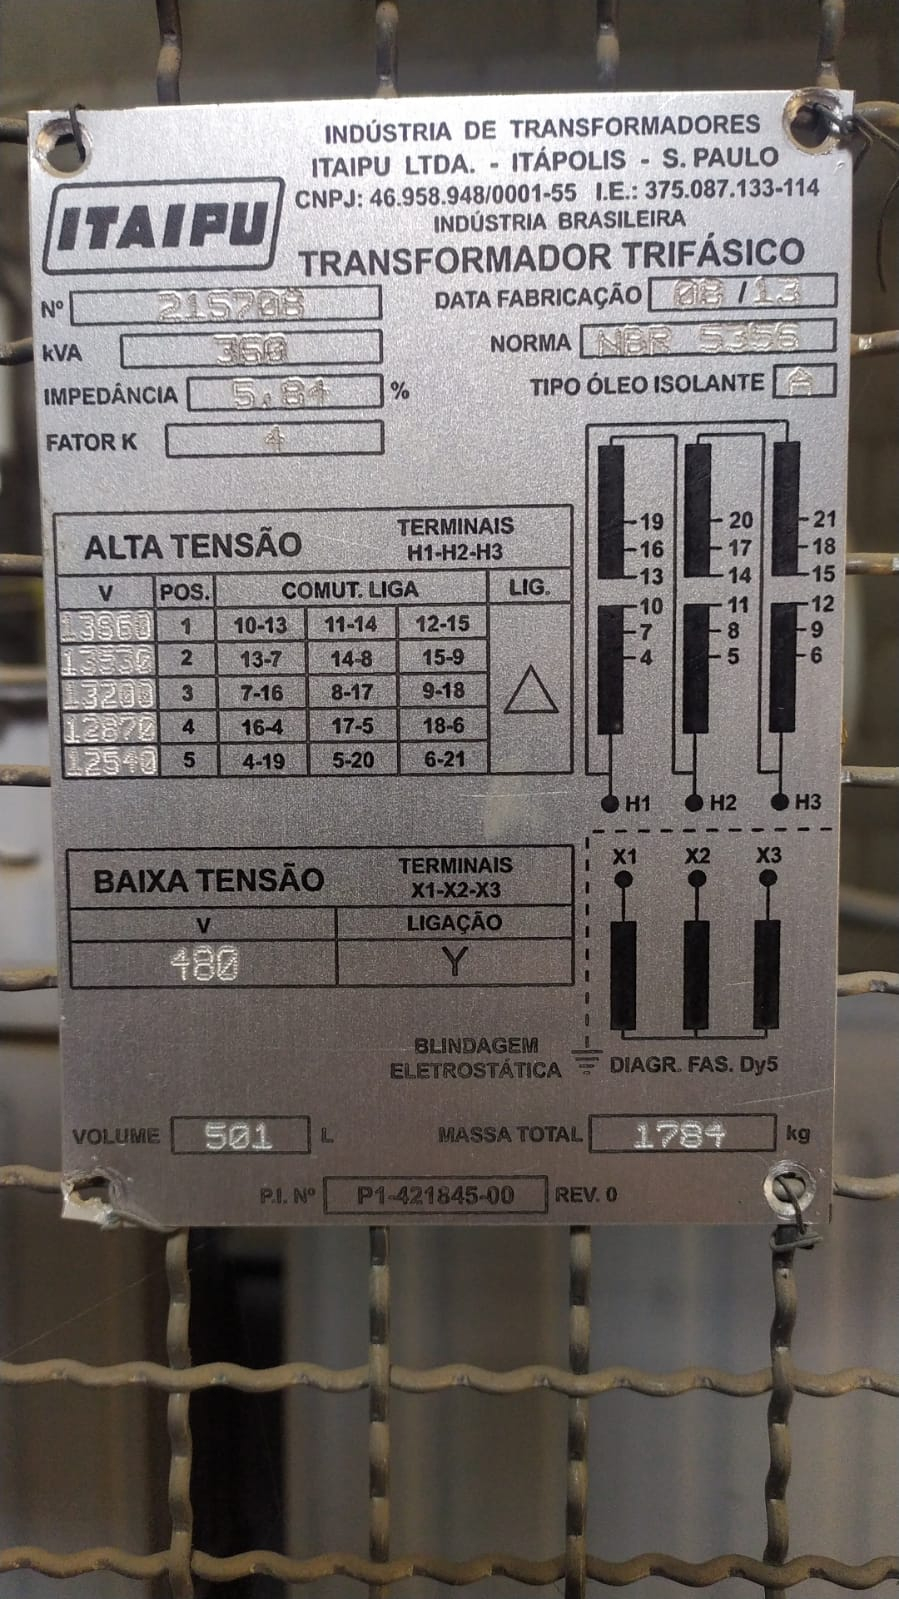 INDÚSTRIA DE TRANSFORMADORES
ITAIPU LTDA. - ITÁPOLIS - S. PAULO
CNPJ: 46.958.948/0001-55 I.E.: 375.087.133-114
INDÚSTRIA BRASILEIRA
ITAIPU
TRANSFORMADOR TRIFÁSICO
Nº 215708 DATA FABRICAÇÃO 08 / 13
kVA 360 NORMA NBR 5356
IMPEDÂNCIA 5.84 % TIPO ÓLEO ISOLANTE A
FATOR K 4
ALTA TENSÃO TERMINAIS
H1-H2-H3
V POS. COMUT. LIGA LIG.
13860 1 10-13 11-14 12-15
13530 2 13-7 14-8 15-9
13200 3 7-16 8-17 9-18
12870 4 16-4 17-5 18-6
12540 5 4-19 5-20 6-21
19 20 21
16 17 18
13 14 15
10 11 12
7 8 9
4 5 6
H1 H2 H3
BAIXA TENSÃO TERMINAIS
X1-X2-X3
V LIGAÇÃO
480 Y
X1 X2 X3
BLINDAGEM
ELETROSTÁTICA DIAGR. FAS. Dy5
VOLUME 501 L MASSA TOTAL 1784 kg
P.I. Nº P1-421845-00 REV. 0